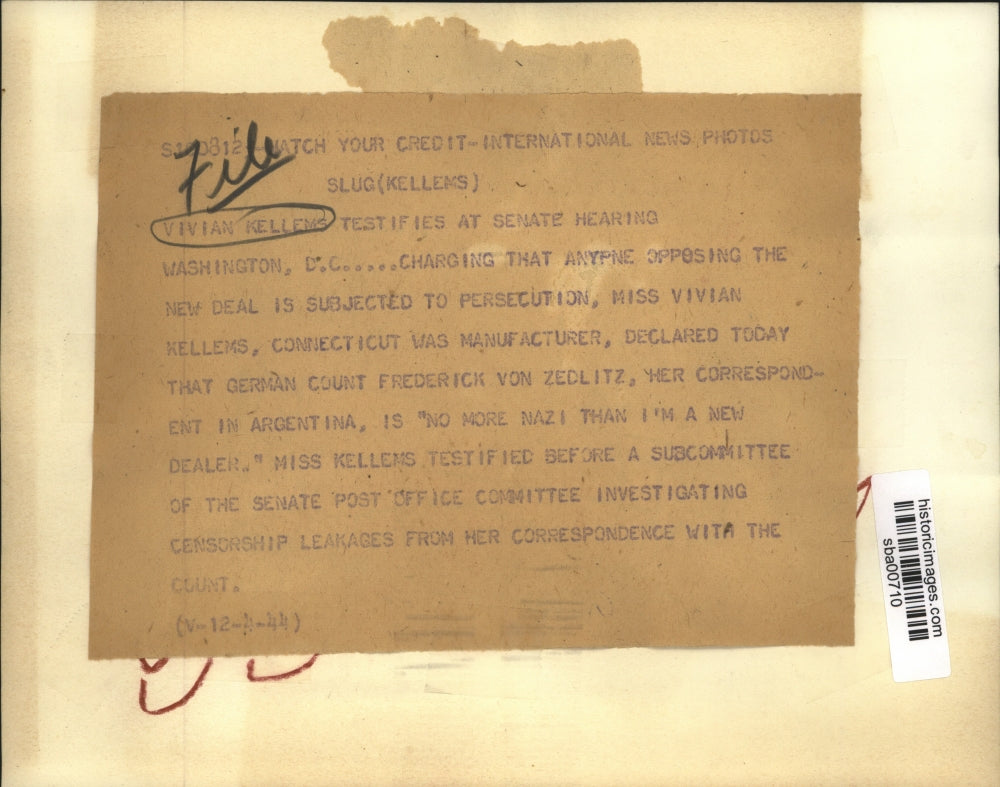 File
WATCH YOUR CREDIT-INTERNATIONAL NEWS PHOTOS
SLUG(KELLEMS)
VIVIAN KELLEMS TESTIFIES AT SENATE HEARING
WASHINGTON, D.C.....CHARGING THAT ANYPNE OPPOSING THE
NEW DEAL IS SUBJECTED TO PERSECUTION, MISS VIVIAN
KELLEMS, CONNECTICUT WAS MANUFACTURER, DECLARED TODAY
THAT GERMAN COUNT FREDERICK VON ZEDLITZ, HER CORRESPOND-
ENT IN ARGENTINA, IS "NO MORE NAZI THAN I'M A NEW
DEALER." MISS KELLEMS TESTIFIED BEFORE A SUBCOMMITTEE
OF THE SENATE POST OFFICE COMMITTEE INVESTIGATING
CENSORSHIP LEAKAGES FROM HER CORRESPONDENCE WITH THE
COUNT.
(V-12-4-44)
historicimages.com
sba00710